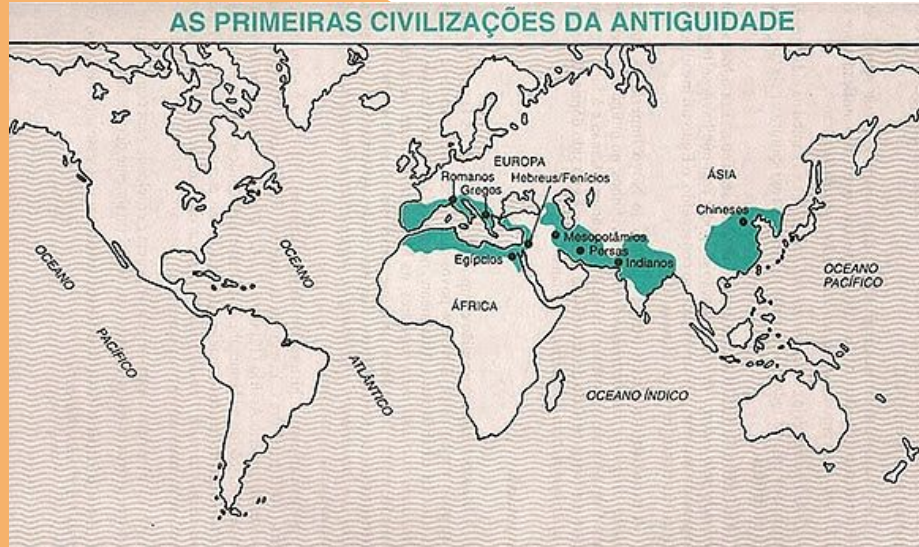 AS PRIMEIRAS CIVILIZAÇÕES DA ANTIGUIDADE
EUROPA
Romanos
Hebreus/Fenícios
Gregos
ÁSIA
Chineses
Mesopotâmios
Persas
Egípcios
Indianos
OCEANO
PACÍFICO
OCEANO
ATLÂNTICO
ÁFRICA
OCEANO
PACÍFICO
OCEANO ÍNDICO